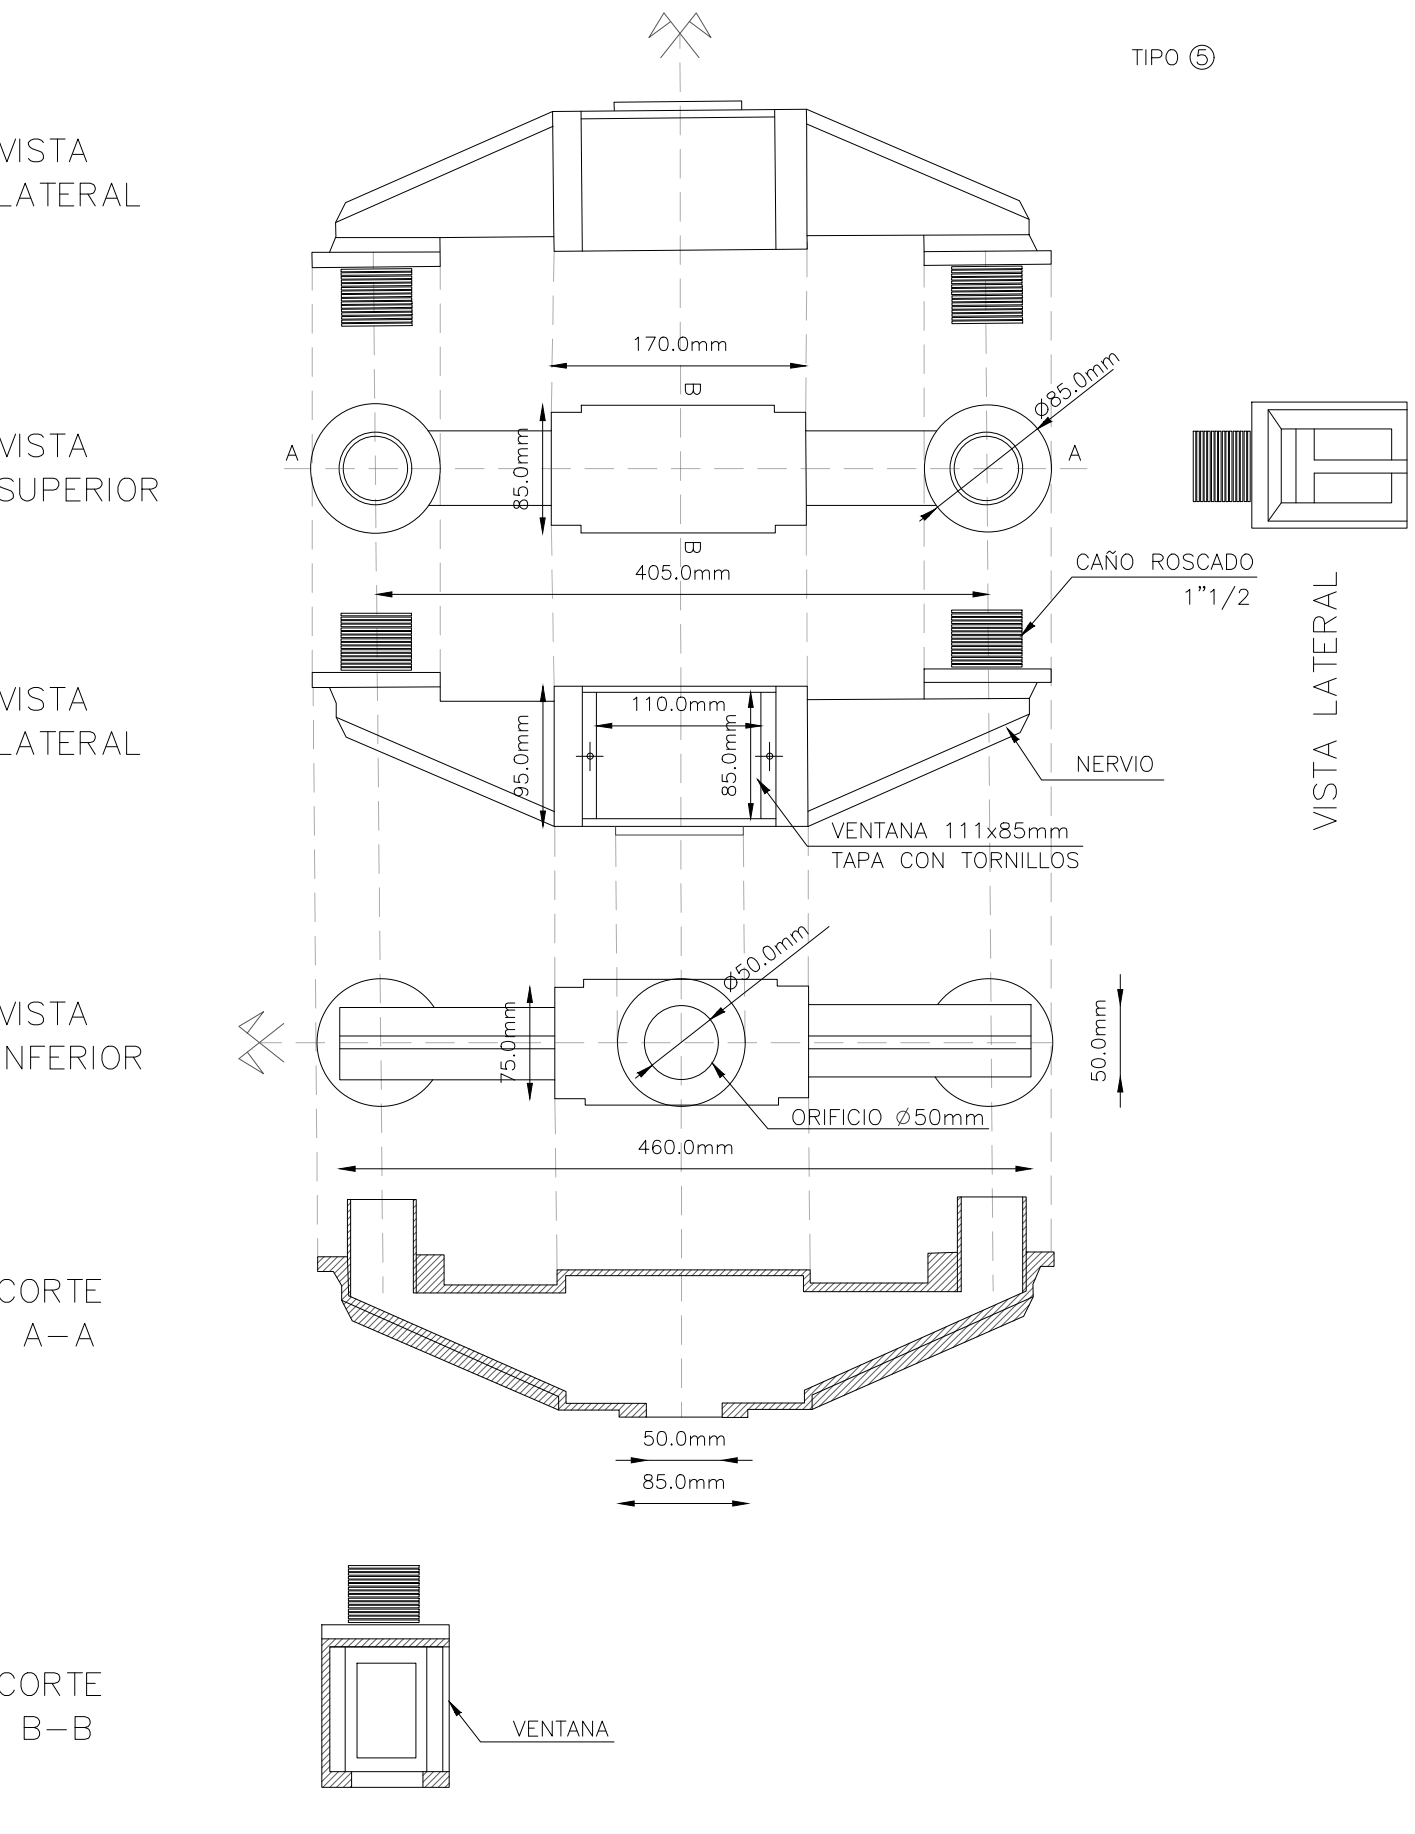 TIPO ⑤
VISTA
LATERAL
170.0mm
B
Ø85.0mm
VISTA
SUPERIOR
A
85.0mm
A
B
405.0mm
CAÑO ROSCADO
1”1/2
VISTA LATERAL
VISTA
LATERAL
110.0mm
95.0mm
85.0mm
NERVIO
VENTANA 111x85mm
TAPA CON TORNILLOS
Ø50.0mm
VISTA
INFERIOR
75.0mm
50.0mm
ORIFICIO Ø50mm
460.0mm
CORTE
A-A
50.0mm
85.0mm
CORTE
B-B
VENTANA